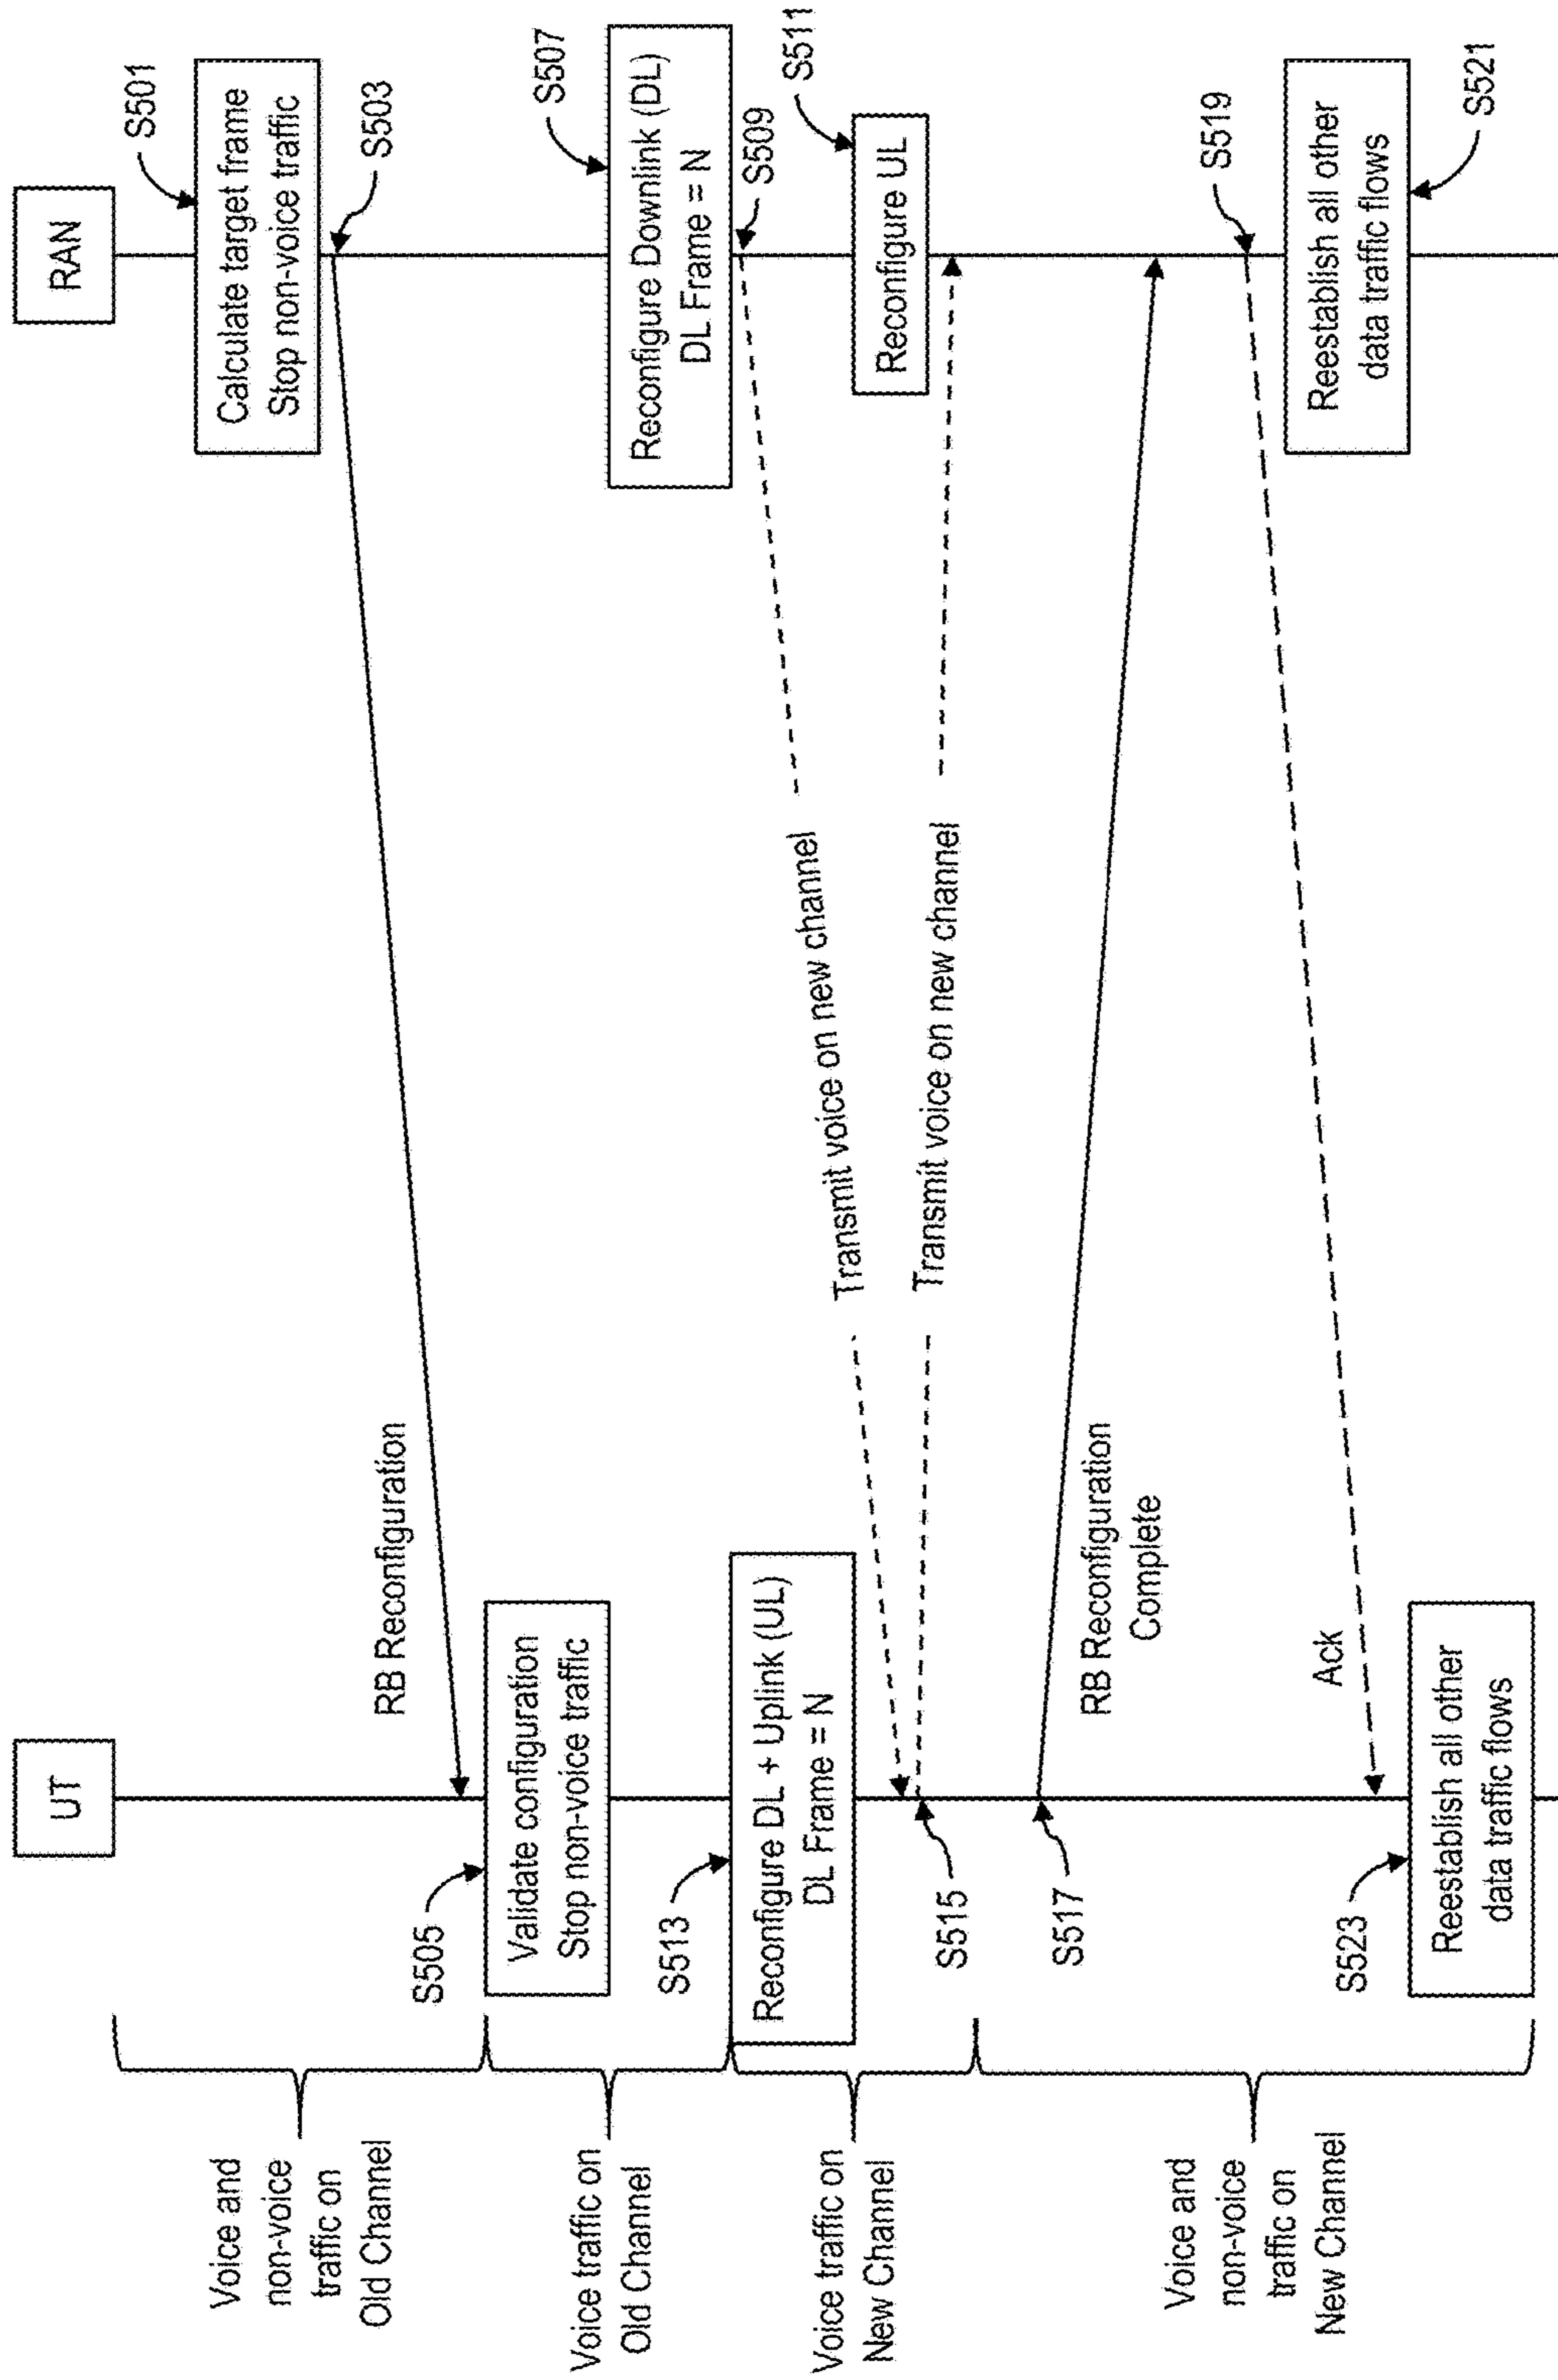 UT
RAN
S501
Calculate target frame
Stop non-voice traffic
S503
RB Reconfiguration
S505
Validate configuration
Stop non-voice traffic
S507
Reconfigure Downlink (DL)
DL Frame = N
S509
S511
Reconfigure UL
S513
Reconfigure DL + Uplink (UL)
DL Frame = N
Transmit voice on new channel
Transmit voice on new channel
S515
S517
RB Reconfiguration
Complete
S519
Ack
Reestablish all other
data traffic flows
S521
S523
Reestablish all other
data traffic flows
Voice and
non-voice
traffic on
Old Channel
Voice traffic on
Old Channel
Voice traffic on
New Channel
Voice and
non-voice
traffic on
New Channel